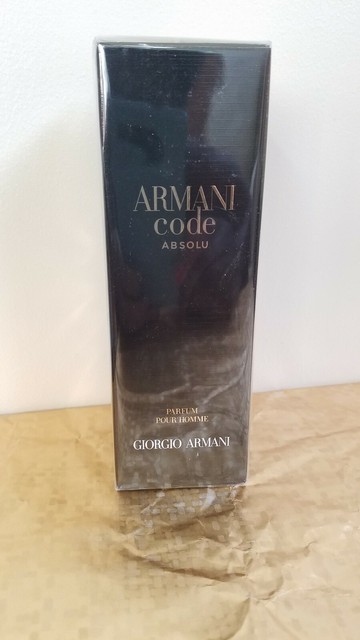 ARMANI
code
ABSOLU
PARFUM
POUR HOMME
GIORGIO ARMANI